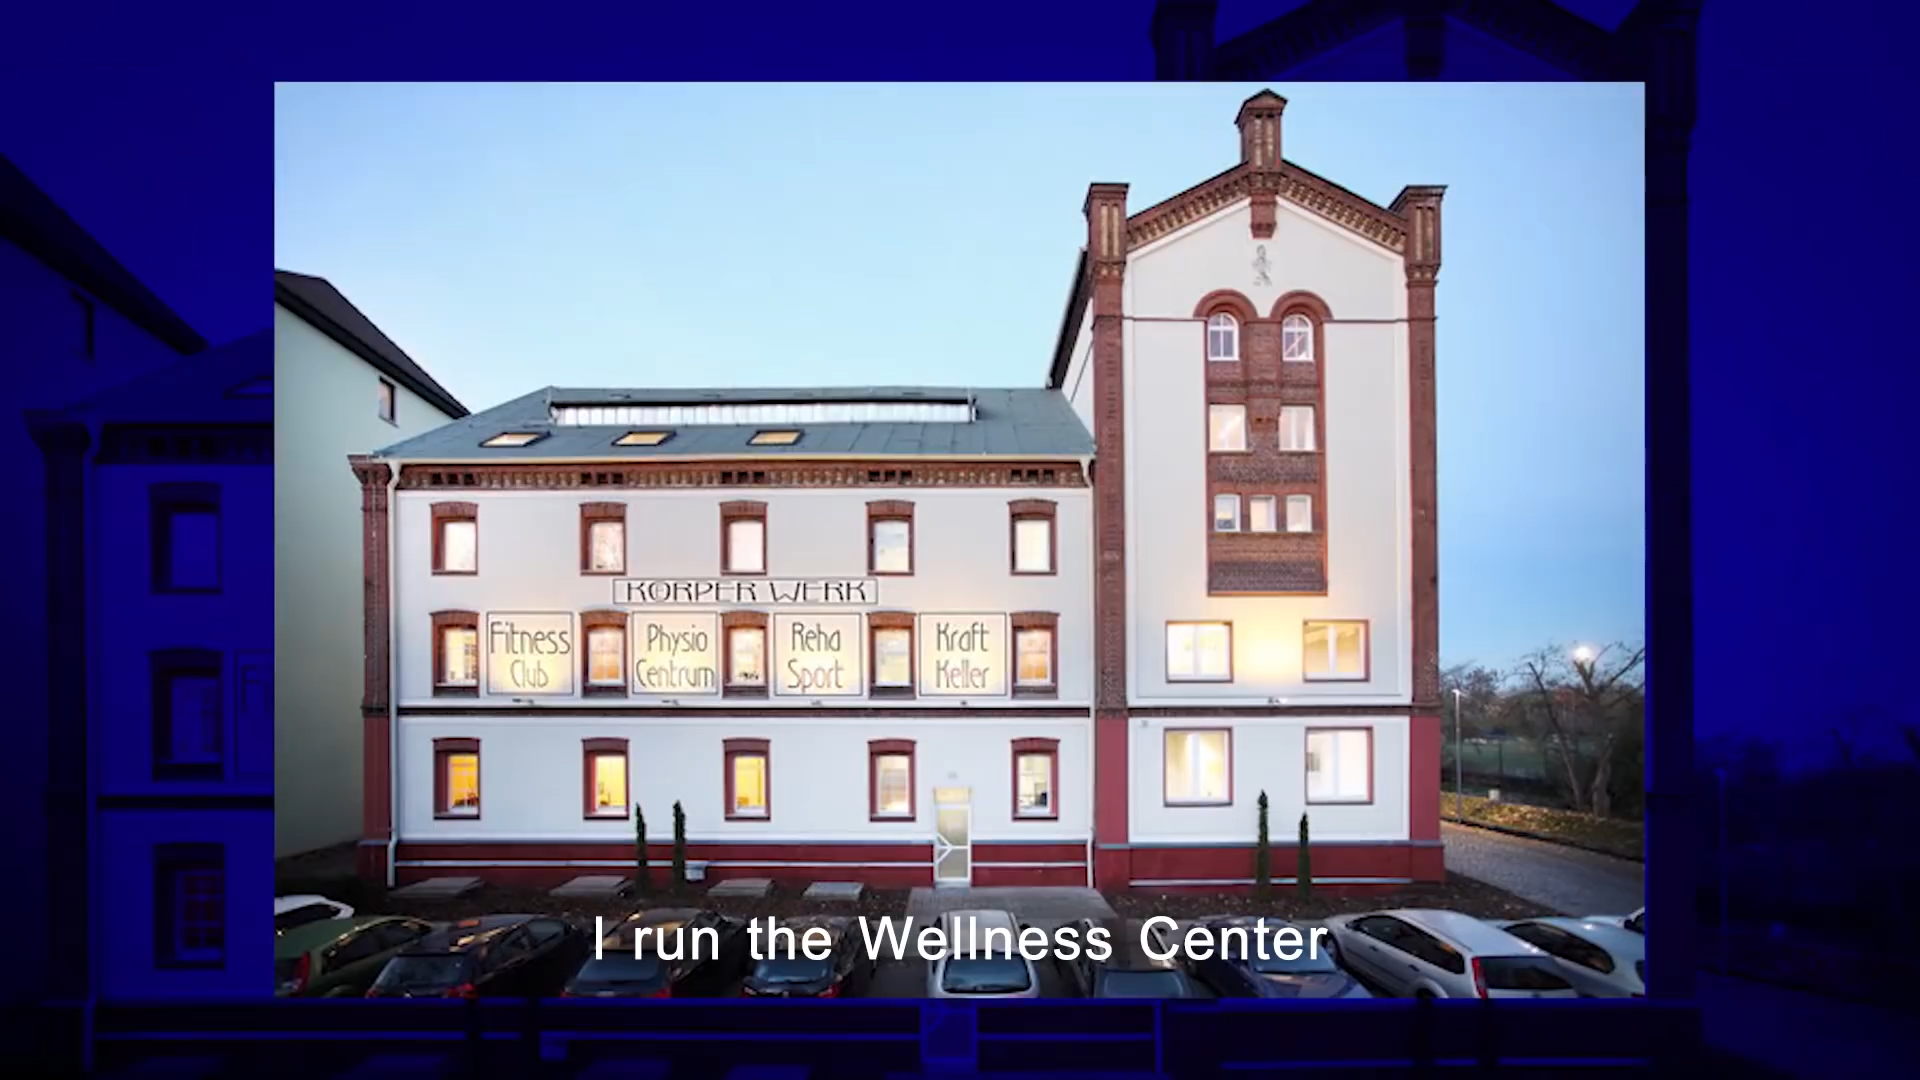 KÖRPER WERK
Fitness
Club
Physio
Centrum
Reha
Sport
Kraft
Keller
I run the Wellness Center